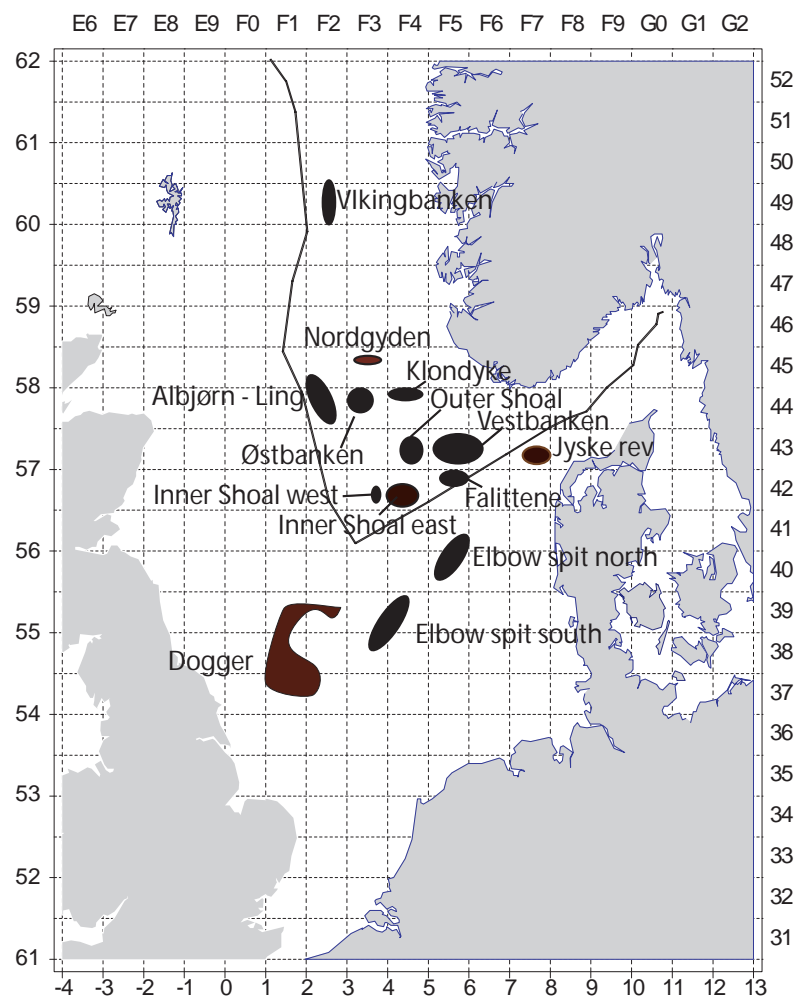 E6 E7 E8 E9 F0 F1 F2 F3 F4 F5 F6 F7 F8 F9 G0 G1 G2
62
52
51
61
50
VIkingbanken
49
60
48
47
59
46
Nordgyden
45
Klondyke
58
Albjørn - Ling
Outer Shoal
44
Vestbanken
Østbanken
Jyske rev
43
57
Inner Shoal west
Falittene
42
Inner Shoal east
41
56
Elbow spit north
40
39
55
Elbow spit south
Dogger
38
37
54
36
35
53
34
33
52
32
31
61
-4 -3 -2 -1 0 1 2 3 4 5 6 7 8 9 10 11 12 13